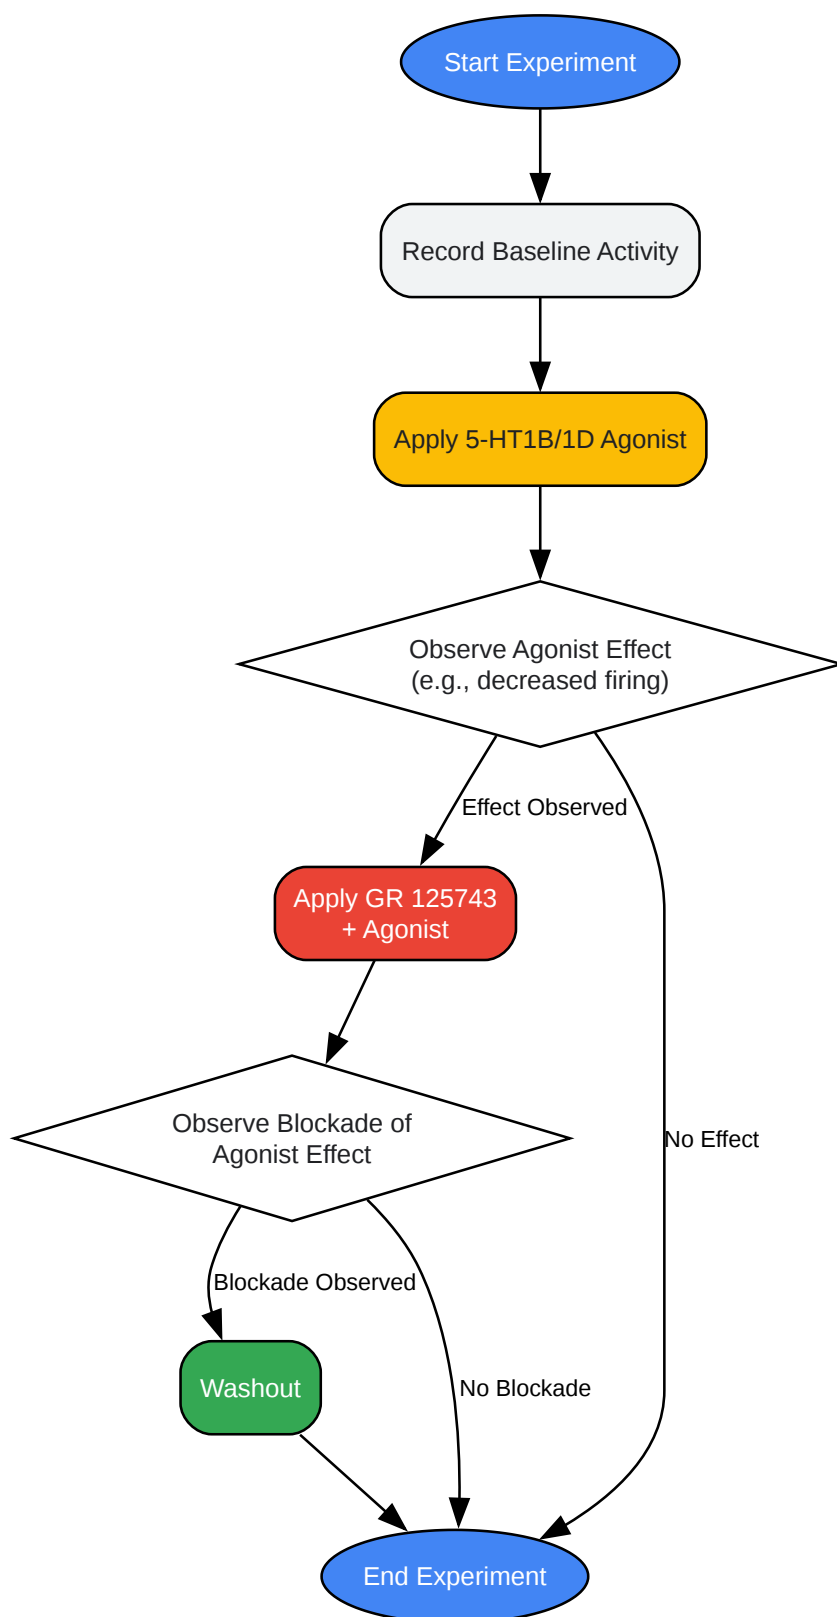 Start Experiment
Record Baseline Activity
Apply 5-HT1B/1D Agonist
Observe Agonist Effect
(e.g., decreased firing)
Effect Observed
Apply GR 125743
+ Agonist
Observe Blockade of
Agonist Effect
No Effect
Blockade Observed
Washout
No Blockade
End Experiment